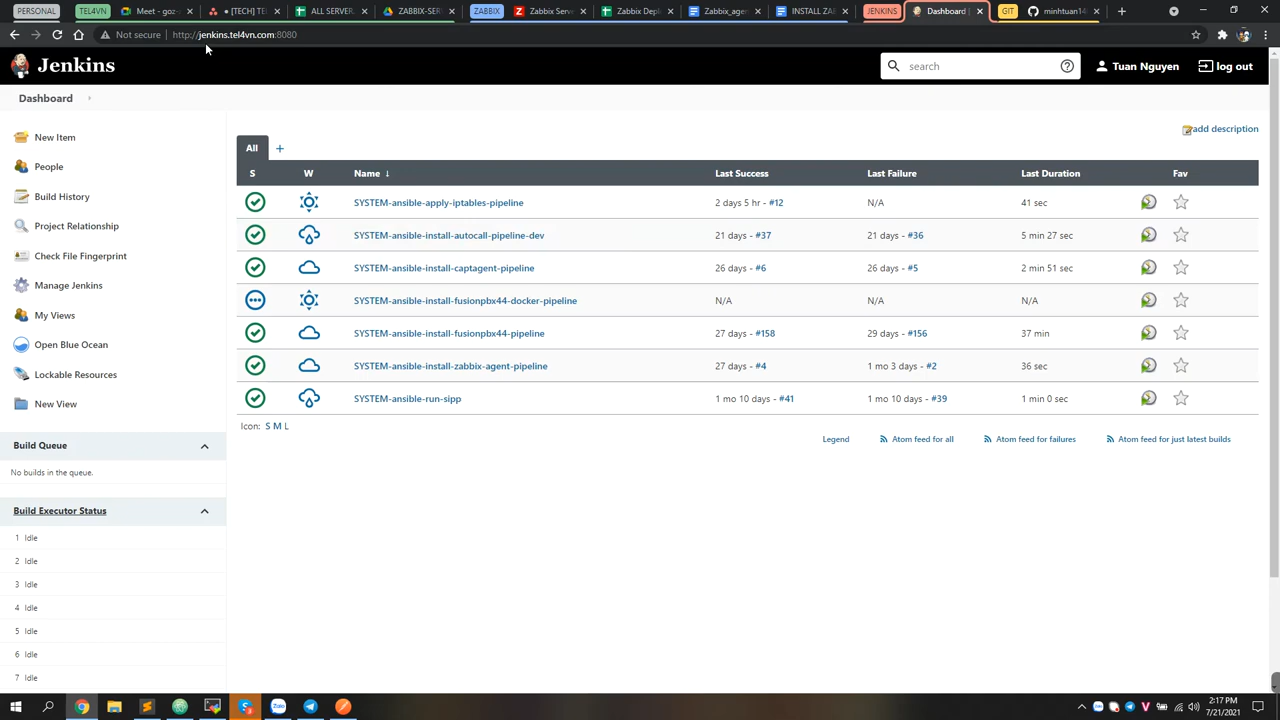 PERSONAL
TEL4VN
Meet - goz
[TECH] TE
ALL SERVER
ZABBIX-SER
ZABBIX
Zabbix Serve
Zabbix Depl
Zabbix_agen
INSTALL ZA
JENKINS
Dashboard [
GIT
minhtuan14
Not secure | http://jenkins.tel4vn.com:8080
Jenkins
search
Tuan Nguyen
log out
Dashboard
New Item
People
Build History
Project Relationship
Check File Fingerprint
Manage Jenkins
My Views
Open Blue Ocean
Lockable Resources
New View
Build Queue
No builds in the queue.
Build Executor Status
1 Idle
2 Idle
3 Idle
4 Idle
5 Idle
6 Idle
7 Idle
add description
All +
S W Name ↓ Last Success Last Failure Last Duration Fav
SYSTEM-ansible-apply-iptables-pipeline 2 days 5 hr - #12 N/A 41 sec
SYSTEM-ansible-install-autocall-pipeline-dev 21 days - #37 21 days - #36 5 min 27 sec
SYSTEM-ansible-install-captagent-pipeline 26 days - #6 26 days - #5 2 min 51 sec
SYSTEM-ansible-install-fusionpbx44-docker-pipeline N/A N/A N/A
SYSTEM-ansible-install-fusionpbx44-pipeline 27 days - #158 29 days - #156 37 min
SYSTEM-ansible-install-zabbix-agent-pipeline 27 days - #4 1 mo 3 days - #2 36 sec
SYSTEM-ansible-run-sipp 1 mo 10 days - #41 1 mo 10 days - #39 1 min 0 sec
Icon: S M L
Legend Atom feed for all Atom feed for failures Atom feed for just latest builds
Zalo
2:17 PM
7/21/2021